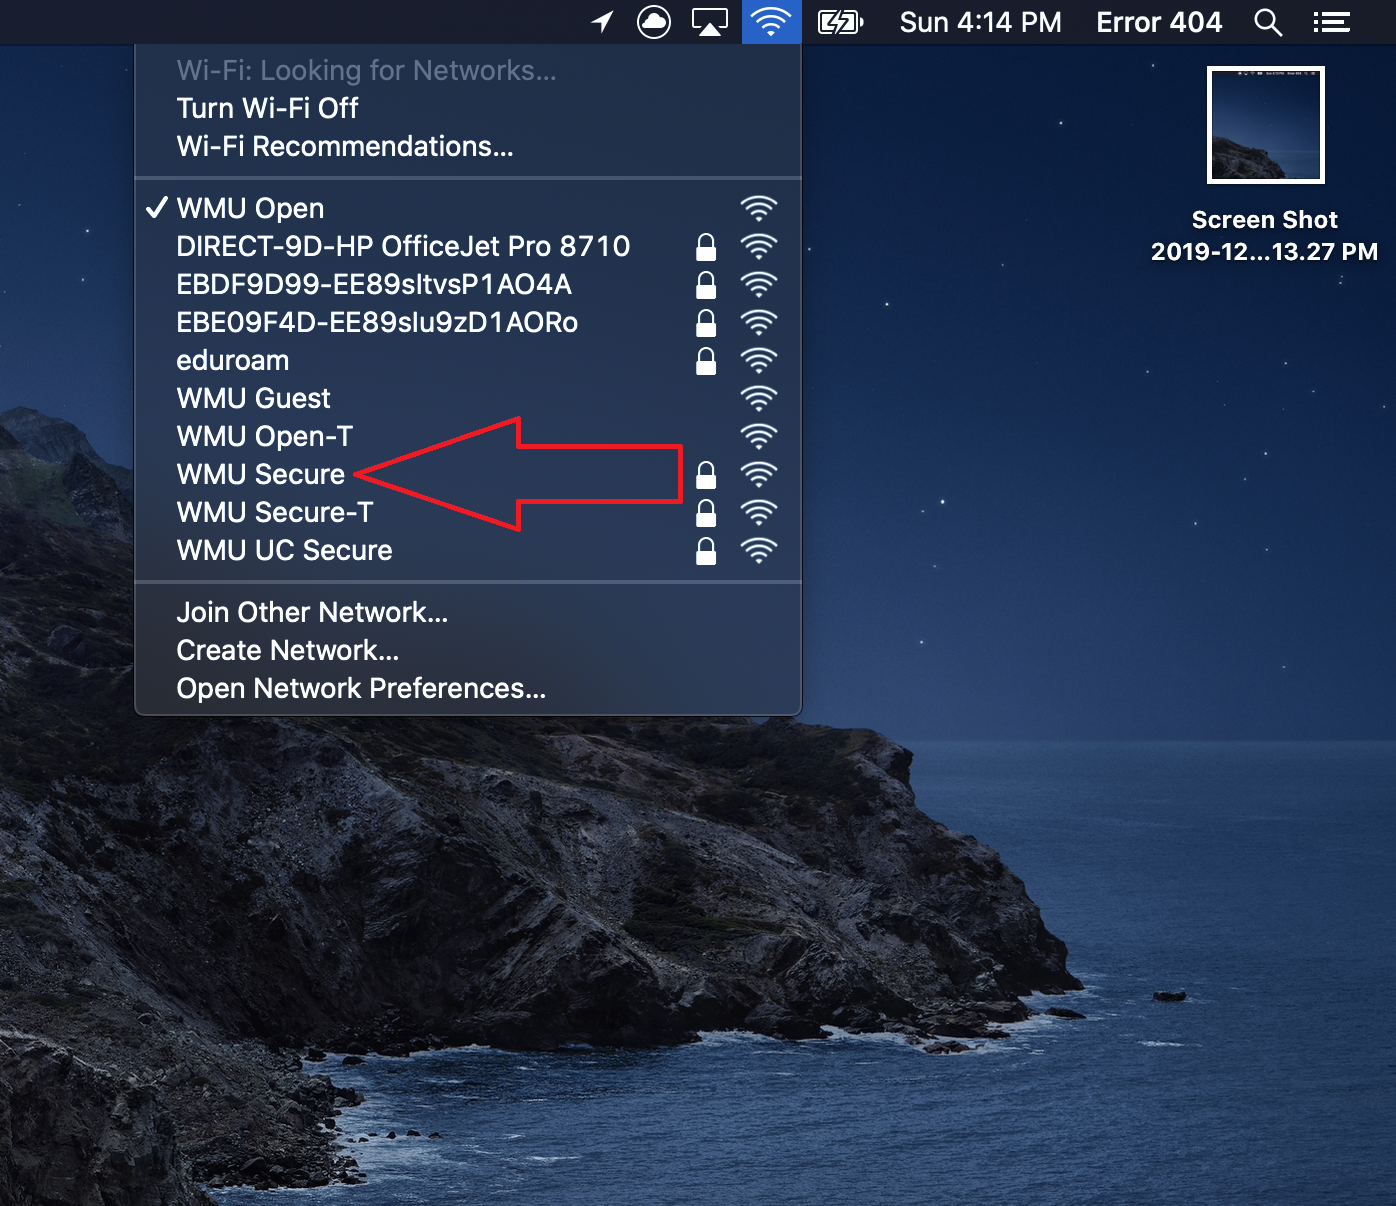 Sun 4:14 PM Error 404
Wi-Fi: Looking for Networks...
Turn Wi-Fi Off
Wi-Fi Recommendations...
WMU Open
DIRECT-9D-HP OfficeJet Pro 8710
EBDF9D99-EE89sItvsP1AO4A
EBE09F4D-EE89sIu9zD1AORo
eduroam
WMU Guest
WMU Open-T
WMU Secure
WMU Secure-T
WMU UC Secure
Join Other Network...
Create Network...
Open Network Preferences...
Screen Shot
2019-12...13.27 PM